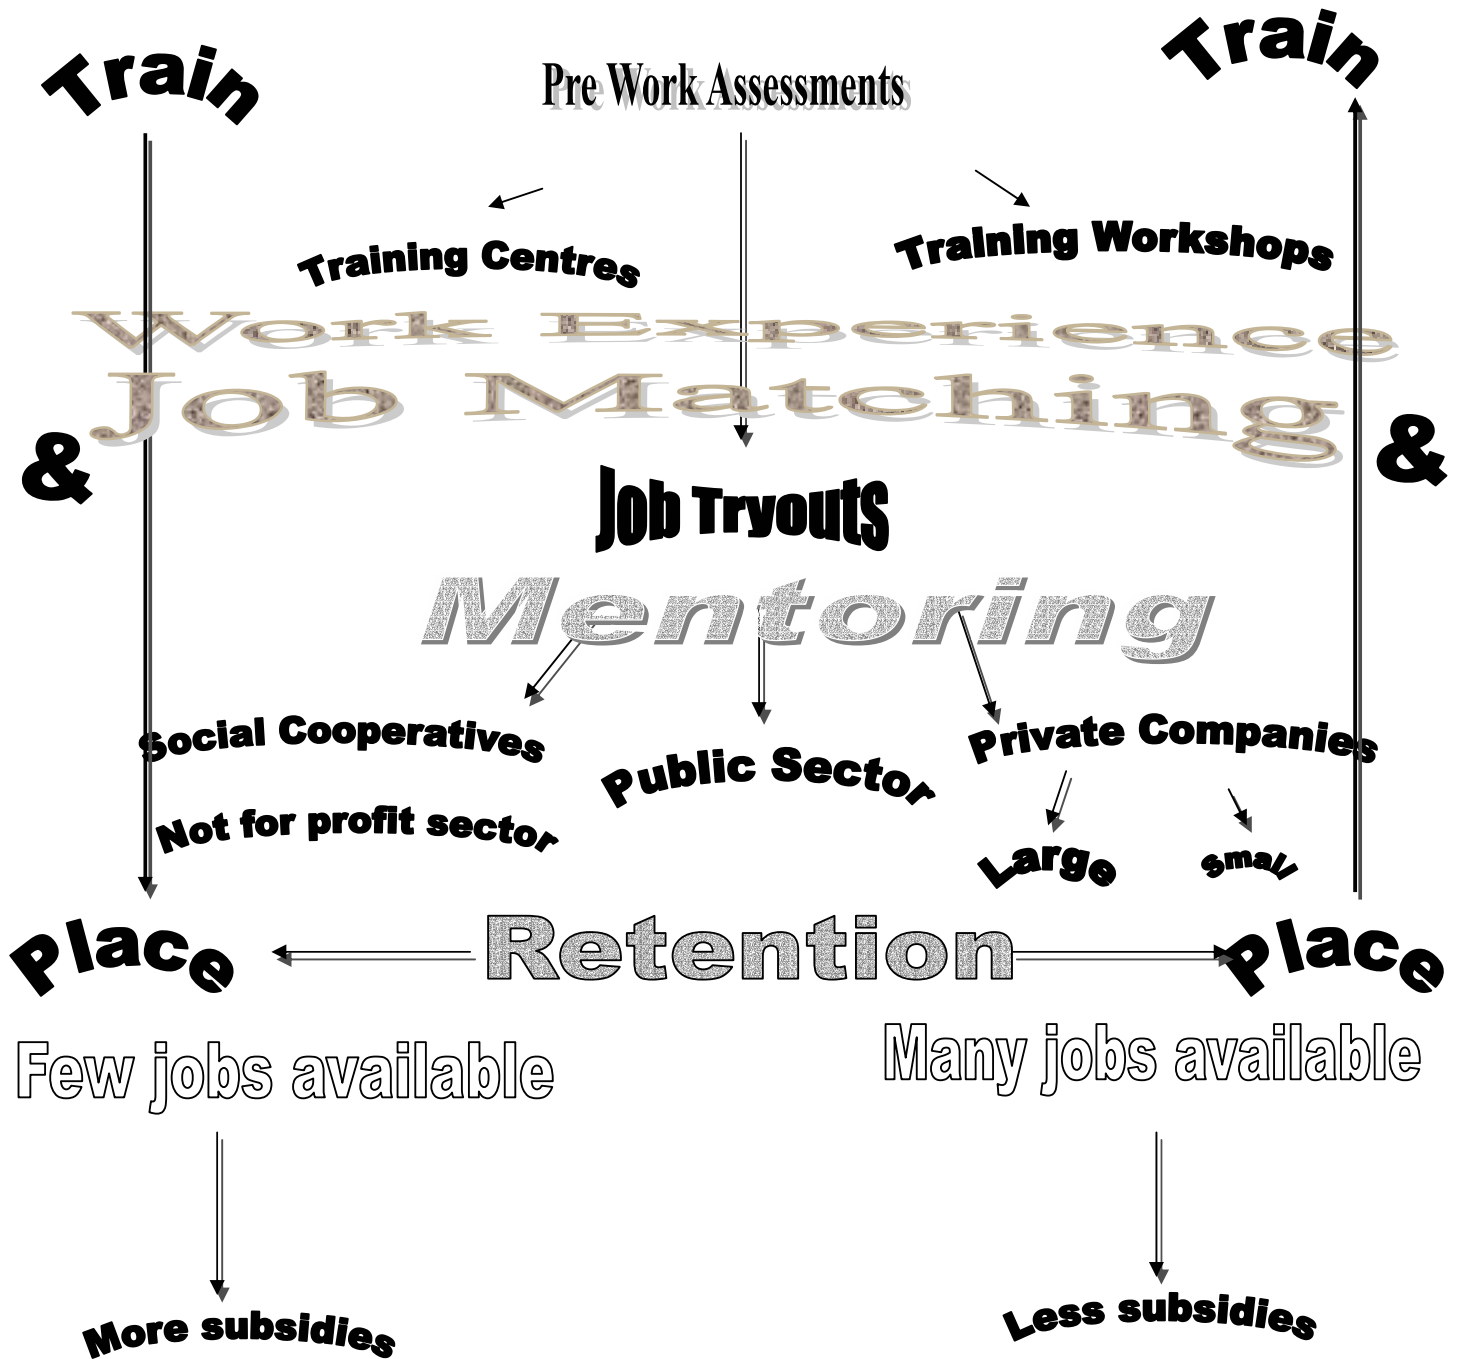 Train
Pre Work Assessments
Train
Training Centres
Training Workshops
Work Experience
Job Matching
&
&
Job Tryouts
Mentoring
Social Cooperatives
Public Sector
Private Companies
Not for profit sector
Large
Small
Place
Retention
Place
Few jobs available
Many jobs available
More subsidies
Less subsidies